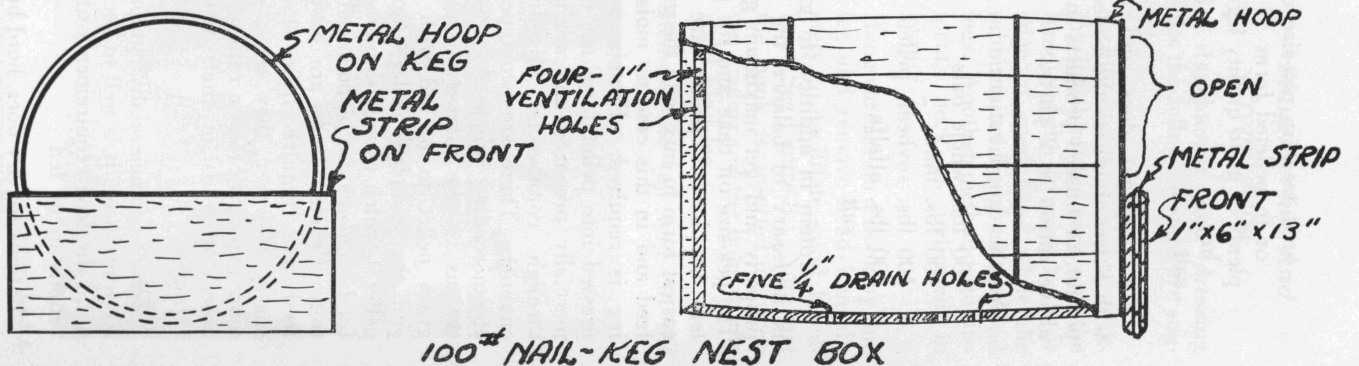 METAL HOOP
ON KEG
METAL
STRIP
ON FRONT
FOUR-1"
VENTILATION
HOLES
METAL HOOP
OPEN
METAL STRIP
FRONT
1"x6"x13"
FIVE 1/4" DRAIN HOLES
100# NAIL-KEG NEST BOX